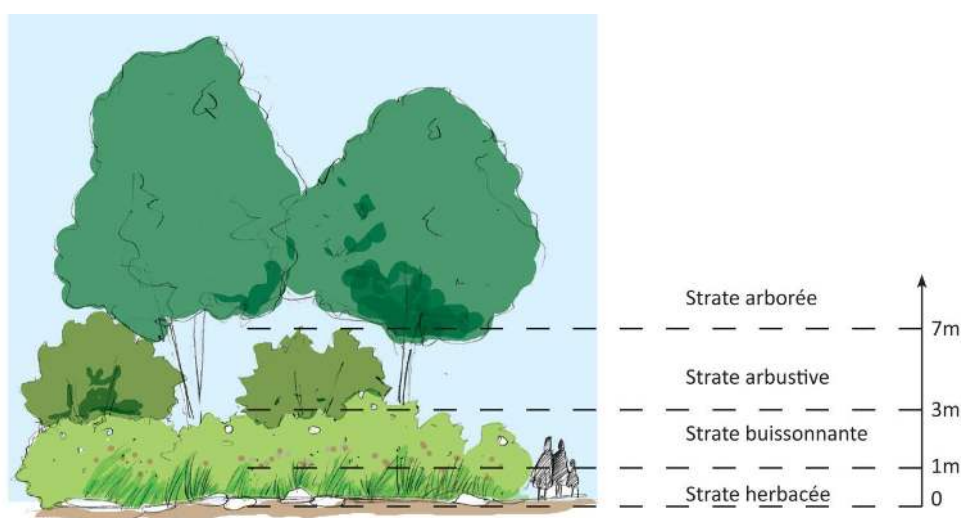 Strate arborée
7m
Strate arbustive
3m
Strate buissonnante
1m
Strate herbacée
0